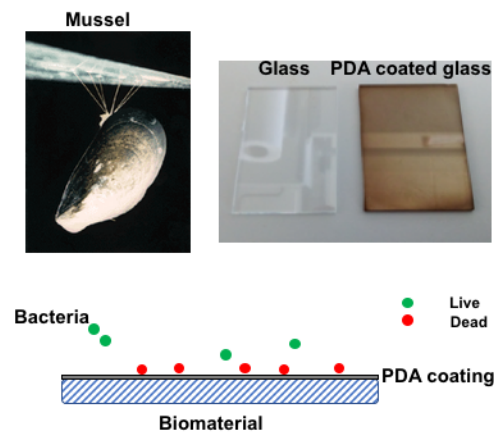 Mussel
Glass
PDA coated glass
Live
Dead
Bacteria
PDA coating
Biomaterial